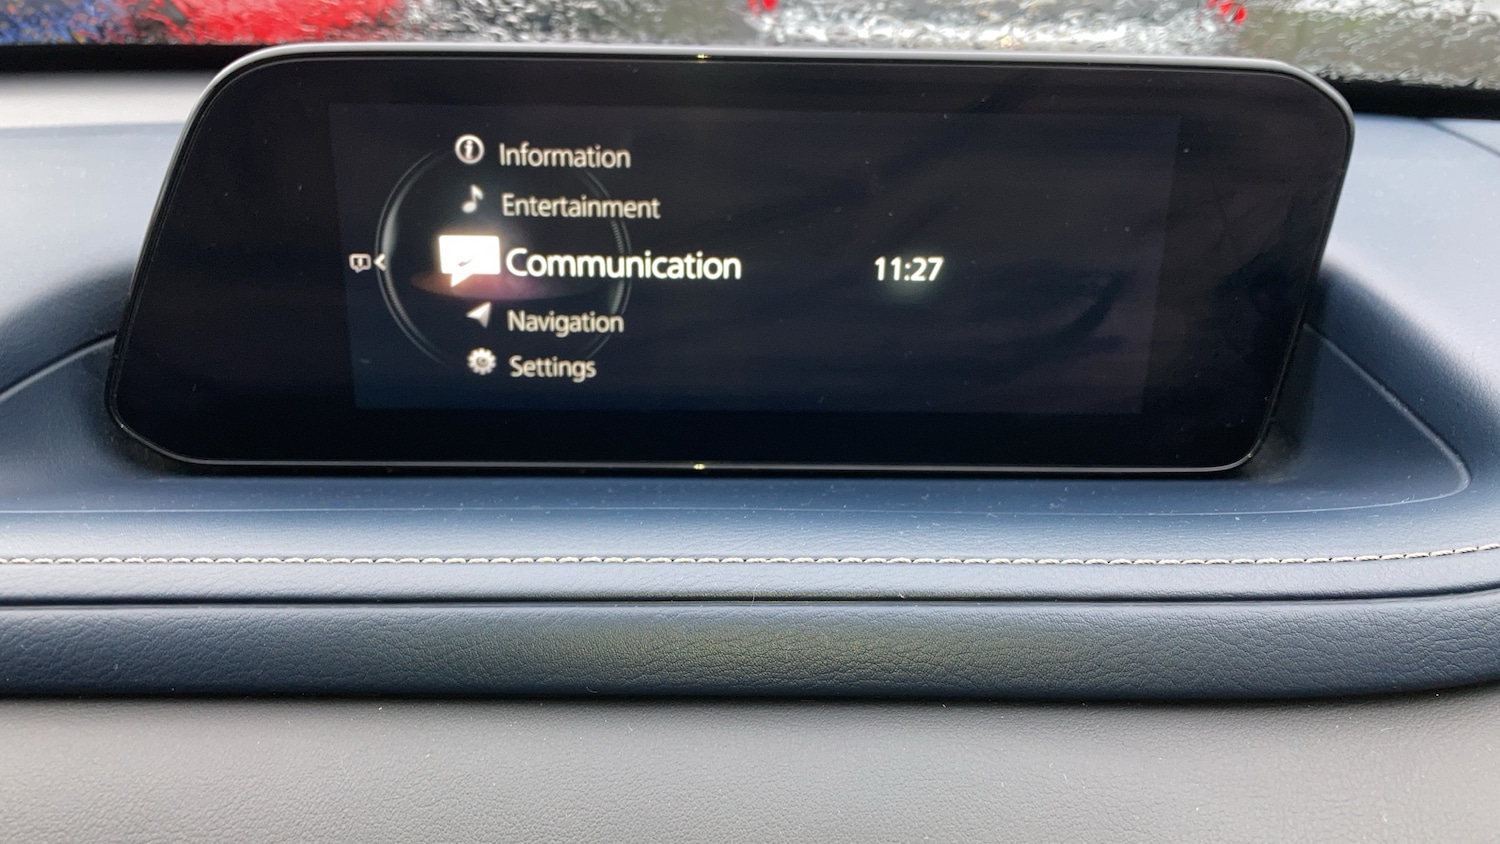 Information
Entertainment
Communication
11:27
Navigation
Settings